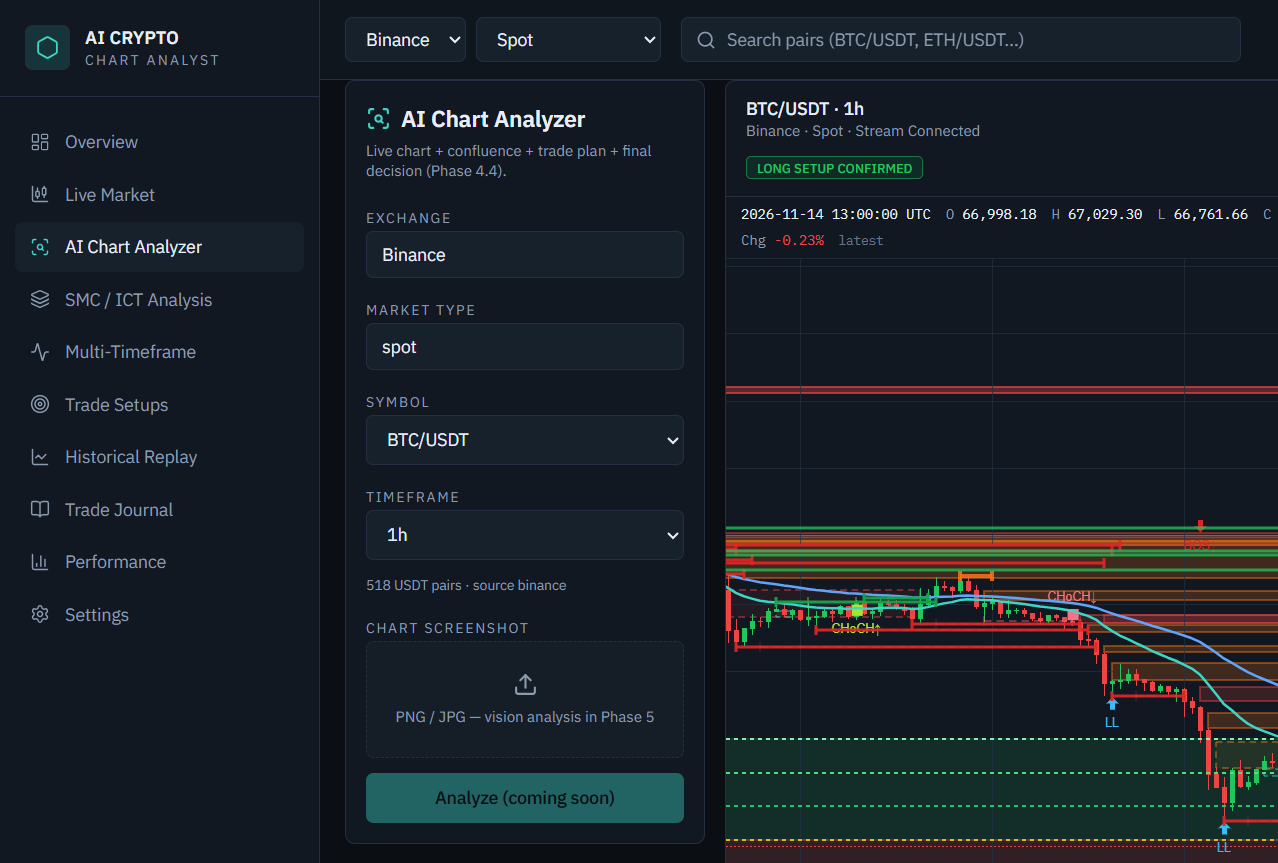 AI CRYPTO
CHART ANALYST
Overview
Live Market
AI Chart Analyzer
SMC / ICT Analysis
Multi-Timeframe
Trade Setups
Historical Replay
Trade Journal
Performance
Settings
Binance
Spot
Search pairs (BTC/USDT, ETH/USDT...)
AI Chart Analyzer
Live chart + confluence + trade plan + final
decision (Phase 4.4).
EXCHANGE
Binance
MARKET TYPE
spot
SYMBOL
BTC/USDT
TIMEFRAME
1h
518 USDT pairs · source binance
CHART SCREENSHOT
PNG / JPG — vision analysis in Phase 5
Analyze (coming soon)
BTC/USDT · 1h
Binance · Spot · Stream Connected
LONG SETUP CONFIRMED
2026-11-14 13:00:00 UTC O 66,998.18 H 67,029.30 L 66,761.66 C
Chg -0.23% latest
CHoCH↓
CHoCH↑
LL
LL